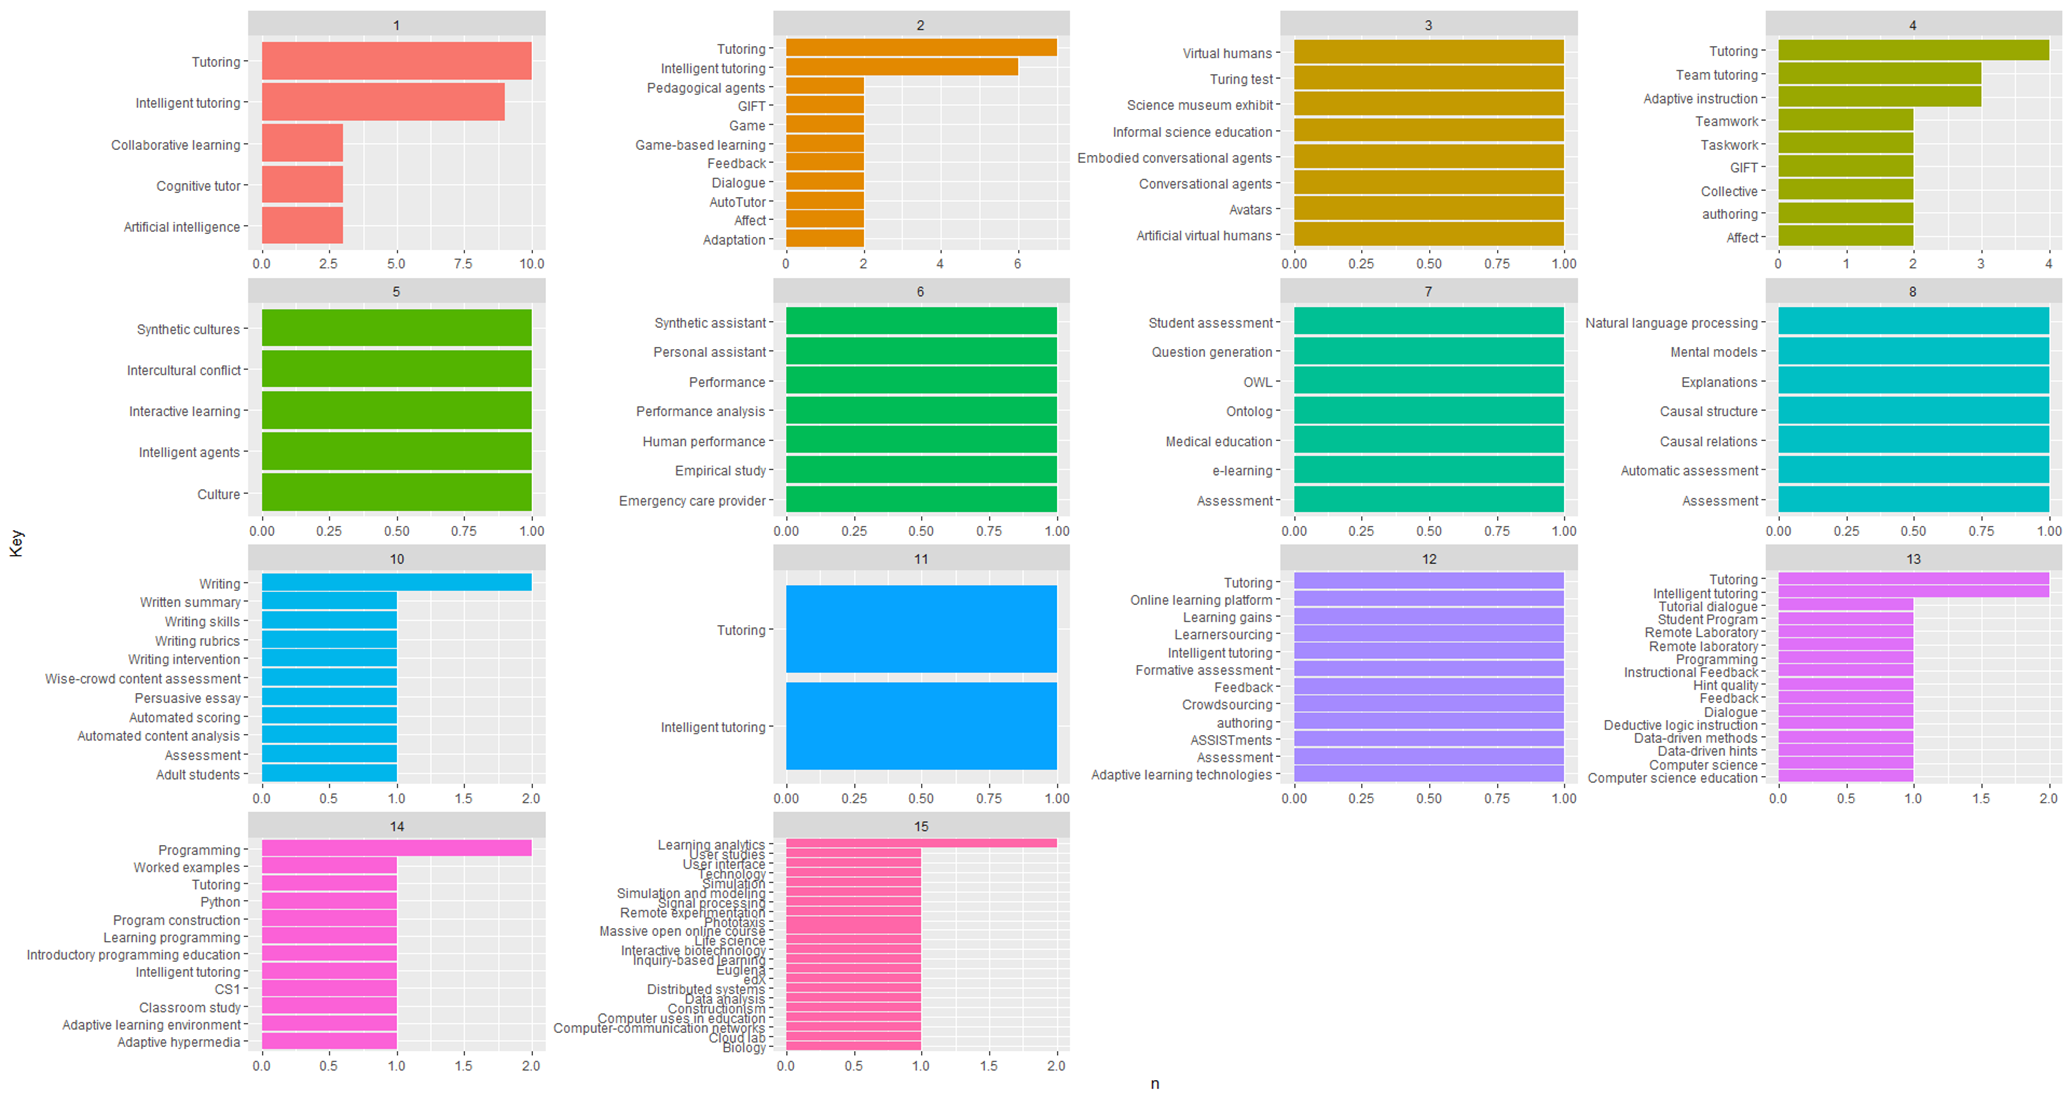 1
Tutoring
Intelligent tutoring
Collaborative learning
Cognitive tutor
Artificial intelligence
0.0 2.5 5.0 7.5 10.0
2
Tutoring
Intelligent tutoring
Pedagogical agents
GIFT
Game
Game-based learning
Feedback
Dialogue
AutoTutor
Affect
Adaptation
0 2 4 6
3
Virtual humans
Turing test
Science museum exhibit
Informal science education
Embodied conversational agents
Conversational agents
Avatars
Artificial virtual humans
0.00 0.25 0.50 0.75 1.00
4
Tutoring
Team tutoring
Adaptive instruction
Teamwork
Taskwork
GIFT
Collective
authoring
Affect
0 1 2 3 4
5
Synthetic cultures
Intercultural conflict
Interactive learning
Intelligent agents
Culture
0.00 0.25 0.50 0.75 1.00
6
Synthetic assistant
Personal assistant
Performance
Performance analysis
Human performance
Empirical study
Emergency care provider
0.00 0.25 0.50 0.75 1.00
7
Student assessment
Question generation
OWL
Ontolog
Medical education
e-learning
Assessment
0.00 0.25 0.50 0.75 1.00
8
Natural language processing
Mental models
Explanations
Causal structure
Causal relations
Automatic assessment
Assessment
0.00 0.25 0.50 0.75 1.00
Key
10
Writing
Written summary
Writing skills
Writing rubrics
Writing intervention
Wise-crowd content assessment
Persuasive essay
Automated scoring
Automated content analysis
Assessment
Adult students
0.0 0.5 1.0 1.5 2.0
11
Tutoring
Intelligent tutoring
0.00 0.25 0.50 0.75 1.00
12
Tutoring
Online learning platform
Learning gains
Learnersourcing
Intelligent tutoring
Formative assessment
Feedback
Crowdsourcing
authoring
ASSISTments
Assessment
Adaptive learning technologies
0.00 0.25 0.50 0.75 1.00
13
Tutoring
Intelligent tutoring
Tutorial dialogue
Student Program
Remote Laboratory
Remote laboratory
Programming
Instructional Feedback
Hint quality
Feedback
Dialogue
Deductive logic instruction
Data-driven methods
Data-driven hints
Computer science
Computer science education
0.0 0.5 1.0 1.5 2.0
14
Programming
Worked examples
Tutoring
Python
Program construction
Learning programming
Introductory programming education
Intelligent tutoring
CS1
Classroom study
Adaptive learning environment
Adaptive hypermedia
0.0 0.5 1.0 1.5 2.0
15
Learning analytics
User studies
User interface
Technology
Simulation
Simulation and modeling
Signal processing
Remote experimentation
Phototaxis
Massive open online course
Life science
Interactive biotechnology
Inquiry-based learning
Euglena
edX
Distributed systems
Data analysis
Constructionism
Computer uses in education
Computer-communication networks
Cloud lab
Biology
0.0 0.5 1.0 1.5 2.0
n